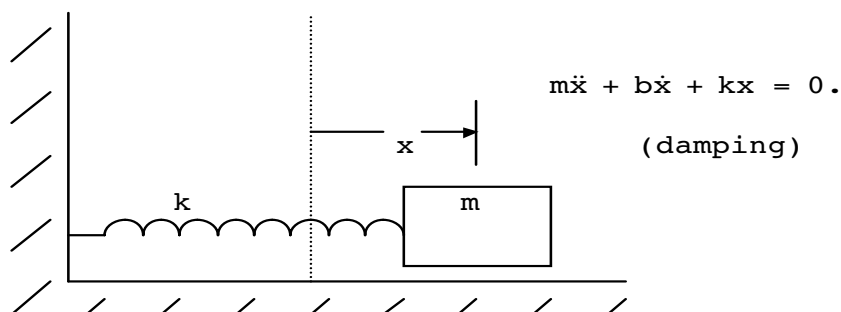 mẍ + bẋ + kx = 0.
(damping)
x
k
m